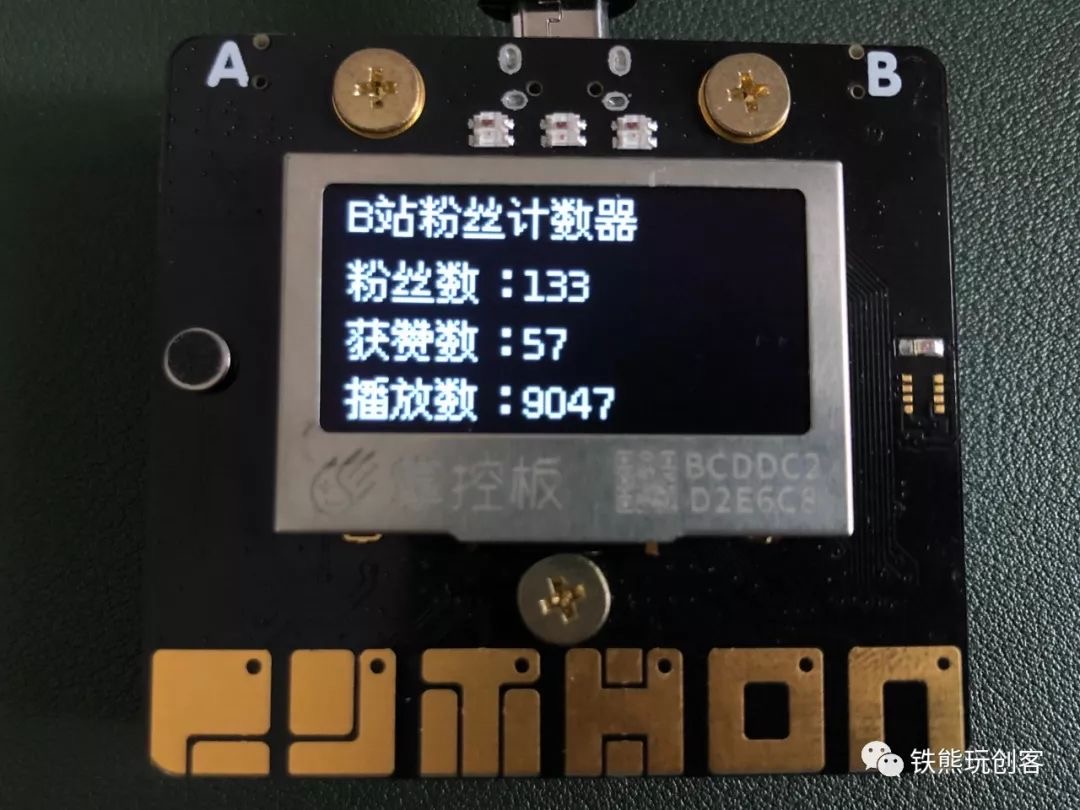 A
B
B站粉丝计数器
粉丝数：133
获赞数：57
播放数：9047
掌控板
BCDDC2
D2E6C8
PYTHON
铁熊玩创客